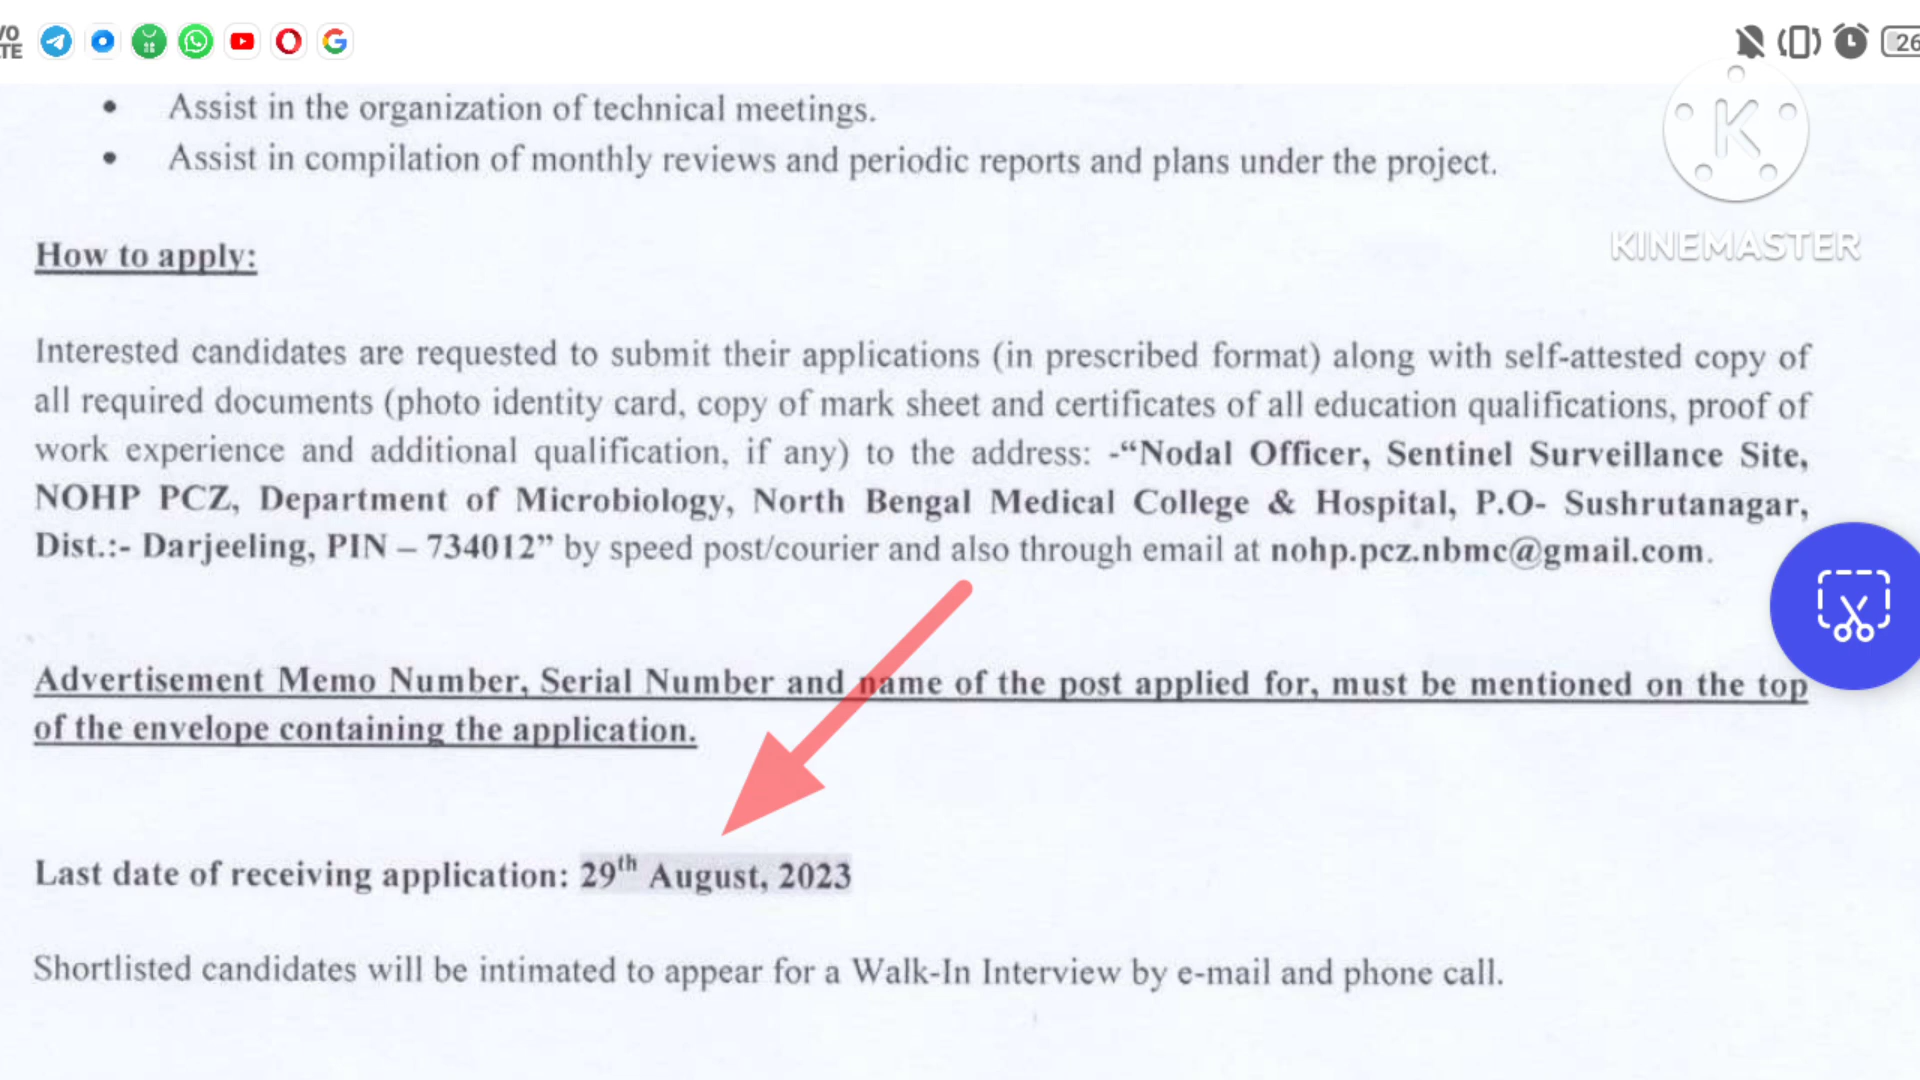 26
• Assist in the organization of technical meetings.
• Assist in compilation of monthly reviews and periodic reports and plans under the project.
K
KINEMASTER
How to apply:
Interested candidates are requested to submit their applications (in prescribed format) along with self-attested copy of
all required documents (photo identity card, copy of mark sheet and certificates of all education qualifications, proof of
work experience and additional qualification, if any) to the address: -“Nodal Officer, Sentinel Surveillance Site,
NOHP PCZ, Department of Microbiology, North Bengal Medical College & Hospital, P.O- Sushrutanagar,
Dist.:- Darjeeling, PIN – 734012” by speed post/courier and also through email at nohp.pcz.nbmc@gmail.com.
Advertisement Memo Number, Serial Number and name of the post applied for, must be mentioned on the top
of the envelope containing the application.
Last date of receiving application: 29th August, 2023
Shortlisted candidates will be intimated to appear for a Walk-In Interview by e-mail and phone call.